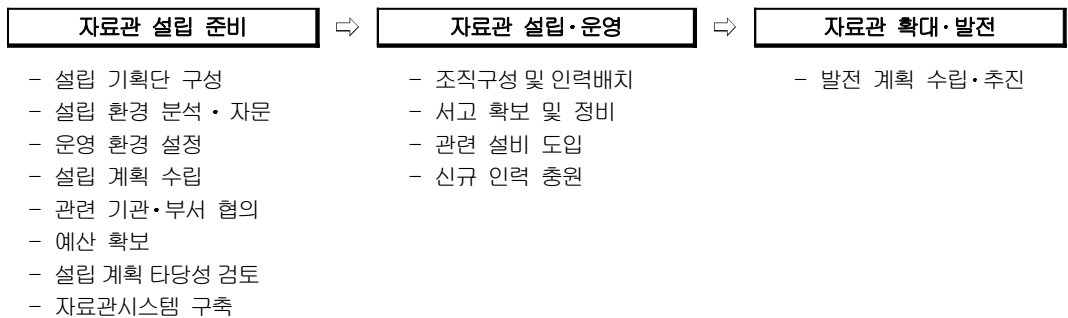 자료관 설립 준비 ⇨ 자료관 설립·운영 ⇨ 자료관 확대·발전
- 설립 기획단 구성
- 설립 환경 분석·자문
- 운영 환경 설정
- 설립 계획 수립
- 관련 기관·부서 협의
- 예산 확보
- 설립 계획 타당성 검토
- 자료관시스템 구축
- 조직구성 및 인력배치
- 서고 확보 및 정비
- 관련 설비 도입
- 신규 인력 충원
- 발전 계획 수립·추진